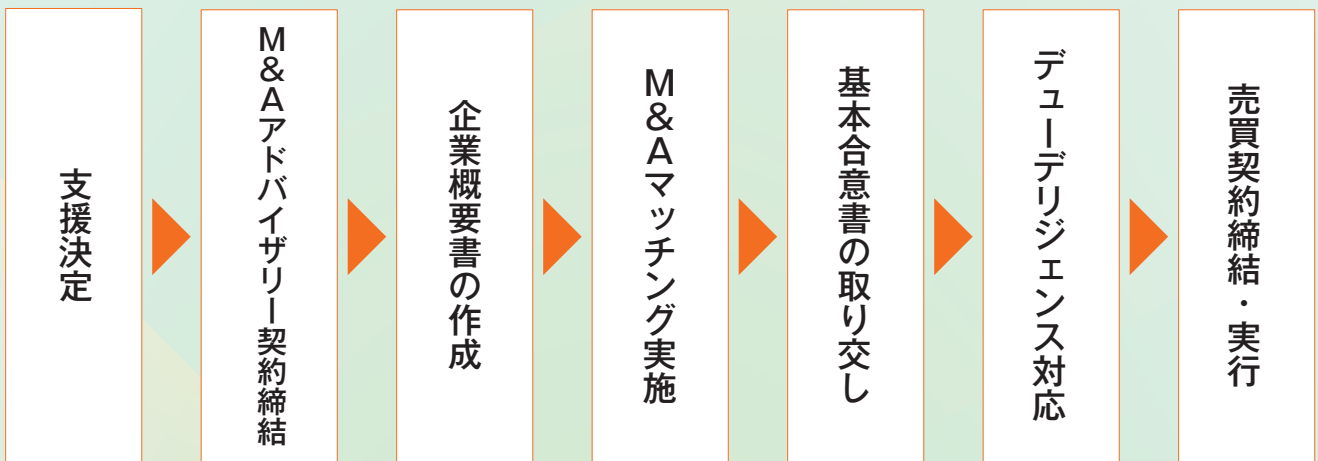 支援決定
M&Aアドバイザリー契約締結
企業概要書の作成
M&Aマッチング実施
基本合意書の取り交し
デューデリジェンス対応
売買契約締結・実行